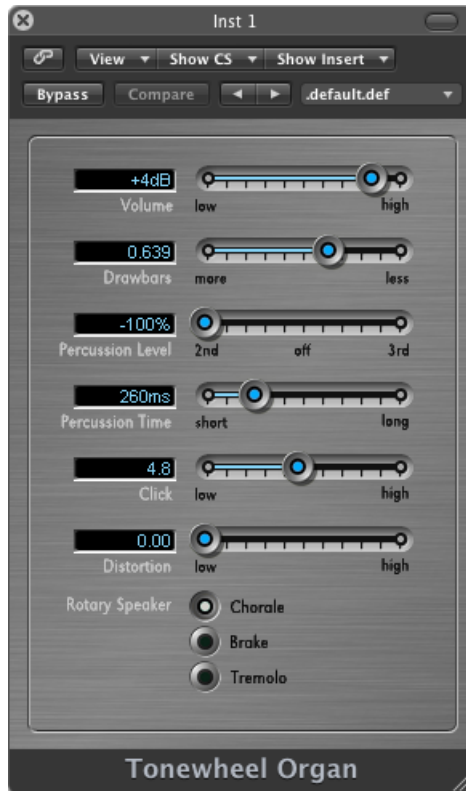 Inst 1
View Show CS Show Insert
Bypass Compare .default.def
+4dB
Volume low high
0.639
Drawbars more less
-100%
Percussion Level 2nd off 3rd
260ms
Percussion Time short long
4.8
Click low high
0.00
Distortion low high
Rotary Speaker Chorale
Brake
Tremolo
Tonewheel Organ